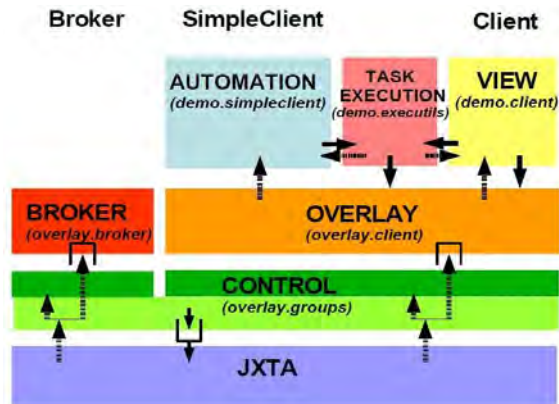 Broker SimpleClient Client
AUTOMATION
(demo.simpleclient)
TASK
EXECUTION
(demo.executils)
VIEW
(demo.client)
BROKER
(overlay.broker)
OVERLAY
(overlay.client)
CONTROL
(overlay.groups)
JXTA